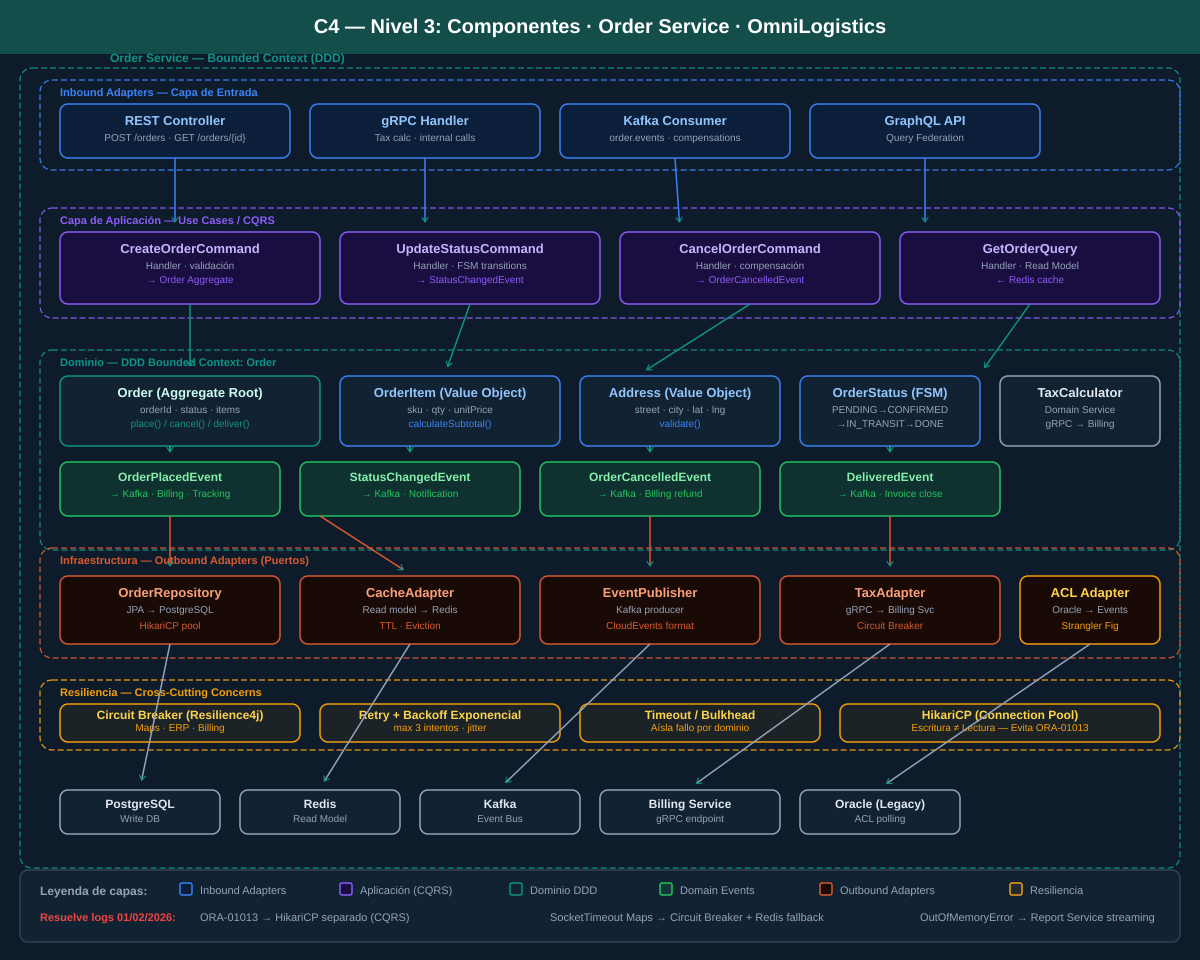 C4 — Nivel 3: Componentes · Order Service · OmniLogistics
Order Service — Bounded Context (DDD)
Inbound Adapters — Capa de Entrada
REST Controller
POST /orders · GET /orders/{id}
gRPC Handler
Tax calc · internal calls
Kafka Consumer
order.events · compensations
GraphQL API
Query Federation
Capa de Aplicación — Use Cases / CQRS
CreateOrderCommand
Handler · validación
→ Order Aggregate
UpdateStatusCommand
Handler · FSM transitions
→ StatusChangedEvent
CancelOrderCommand
Handler · compensación
→ OrderCancelledEvent
GetOrderQuery
Handler · Read Model
← Redis cache
Dominio — DDD Bounded Context: Order
Order (Aggregate Root)
orderId · status · items
place() / cancel() / deliver()
OrderItem (Value Object)
sku · qty · unitPrice
calculateSubtotal()
Address (Value Object)
street · city · lat · lng
validate()
OrderStatus (FSM)
PENDING→CONFIRMED
→IN_TRANSIT→DONE
TaxCalculator
Domain Service
gRPC → Billing
OrderPlacedEvent
→ Kafka · Billing · Tracking
StatusChangedEvent
→ Kafka · Notification
OrderCancelledEvent
→ Kafka · Billing refund
DeliveredEvent
→ Kafka · Invoice close
Infraestructura — Outbound Adapters (Puertos)
OrderRepository
JPA → PostgreSQL
HikariCP pool
CacheAdapter
Read model → Redis
TTL · Eviction
EventPublisher
Kafka producer
CloudEvents format
TaxAdapter
gRPC → Billing Svc
Circuit Breaker
ACL Adapter
Oracle → Events
Strangler Fig
Resiliencia — Cross-Cutting Concerns
Circuit Breaker (Resilience4j)
Maps · ERP · Billing
Retry + Backoff Exponencial
max 3 intentos · jitter
Timeout / Bulkhead
Aísla fallo por dominio
HikariCP (Connection Pool)
Escritura ≠ Lectura — Evita ORA-01013
PostgreSQL
Write DB
Redis
Read Model
Kafka
Event Bus
Billing Service
gRPC endpoint
Oracle (Legacy)
ACL polling
Leyenda de capas:
Inbound Adapters
Aplicación (CQRS)
Dominio DDD
Domain Events
Outbound Adapters
Resiliencia
Resuelve logs 01/02/2026:
ORA-01013 → HikariCP separado (CQRS)
SocketTimeout Maps → Circuit Breaker + Redis fallback
OutOfMemoryError → Report Service streaming